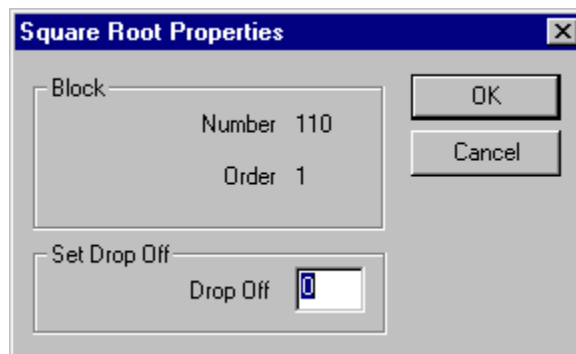 Square Root Properties
Block
Number 110
Order 1
OK
Cancel
Set Drop Off
Drop Off 0